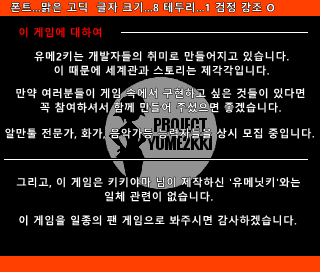 폰트...맑은 고딕  글자 크기...8 테두리...1 검정 강조 O
이 게임에 대하여
유메2키는 개발자들의 취미로 만들어지고 있습니다.
이 때문에 세계관과 스토리는 제각각입니다.
만약 여러분들이 게임 속에서 구현하고 싶은 것들이 있다면
꼭 참여하셔서 함께 만들어 주셨으면 좋겠습니다.
알만툴 전문가, 화가, 음악가등 능력자들을 상시 모집 중입니다.
PROJECT
YUMEZKKI
그리고, 이 게임은 키키야마 님이 제작하신 '유메닛키'와는
일체 관련이 없습니다.
이 게임을 일종의 팬 게임으로 봐주시면 감사하겠습니다.